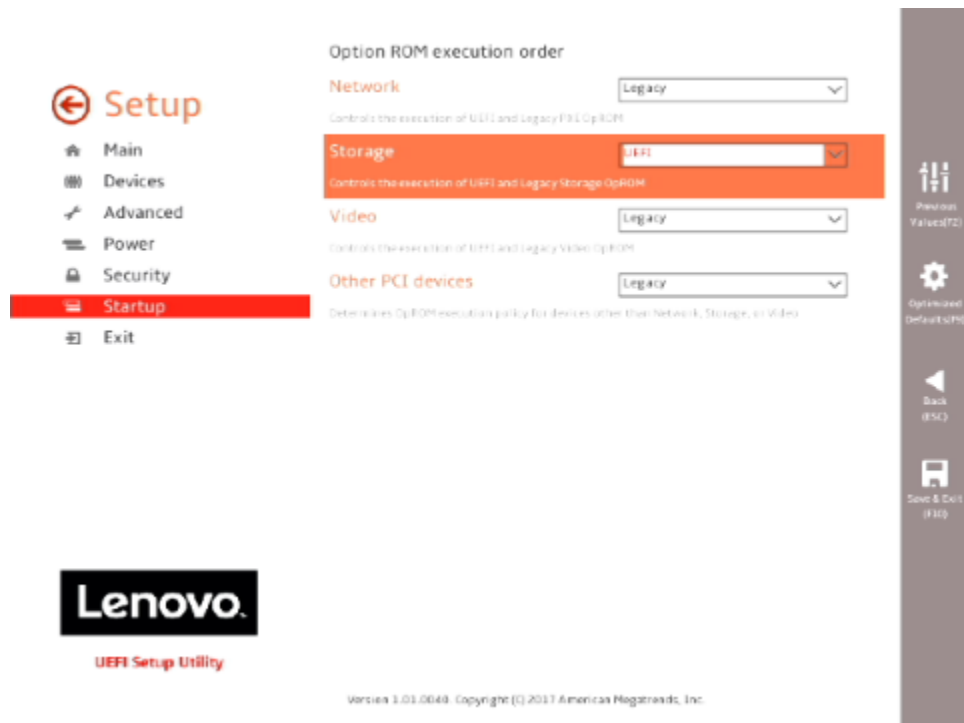 Option ROM execution order
Setup
Main
Devices
Advanced
Power
Security
Startup
Exit
Network
Legacy
Controls the execution of UEFI and Legacy PXE OpROM
Storage
UEFI
Controls the execution of UEFI and Legacy Storage OpROM
Video
Legacy
Controls the execution of UEFI and Legacy Video OpROM
Other PCI devices
Legacy
Determines OpROM execution policy for devices other than Network, Storage, or Video
Previous
Values(F2)
Optimized
Defaults(F9)
Back
(ESC)
Save & Exit
(F10)
Lenovo.
UEFI Setup Utility
Version 1.01.0040. Copyright (C) 2017 American Megatrends, Inc.